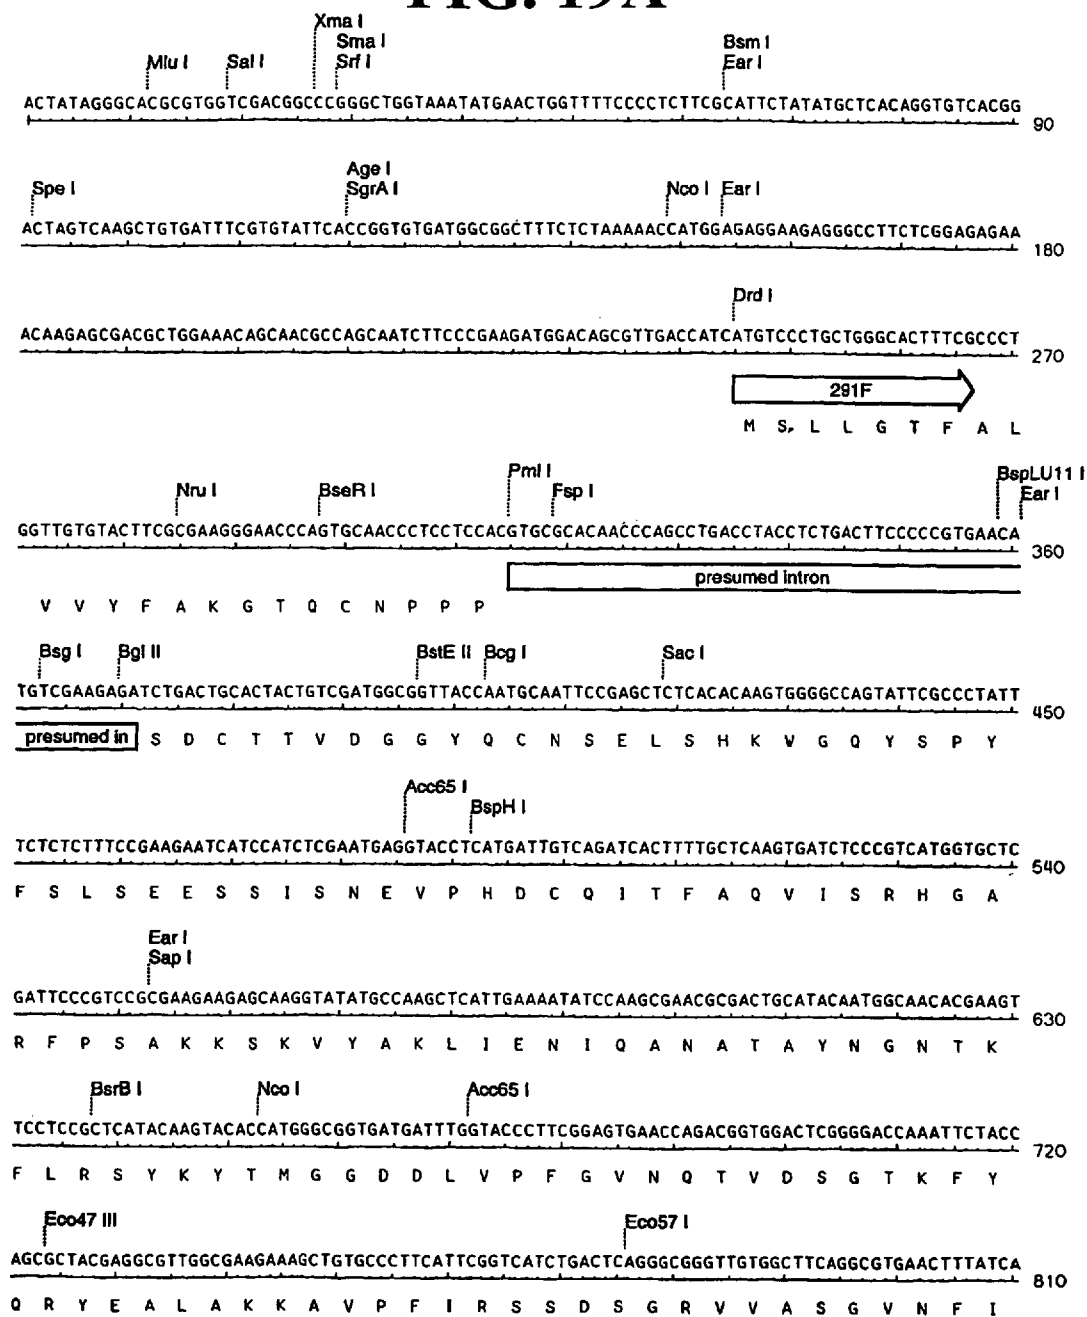 FIG. 19A
Xma I
Sma I Bsm I
Mlu I Sal I Srf I Ear I
ACTATAGGGCACGCGTGGTCGACGGCCCGGGCTGGTAAATATGAACTGGTTTTCCCCTCTTCGCATTCTATATGCTCACAGGTGTCACGG
90
Age I
Spe I SgrA I Nco I Ear I
ACTAGTCAAGCTGTGATTTCGTGTATTCACCGGTGTGATGGCGGCTTTCTCTAAAAACCATGGAGAGGAAGAGGGCCTTCTCGGAGAGAA
180
Drd I
ACAAGAGCGACGCTGGAAACAGCAACGCCAGCAATCTTCCCGAAGATGGACAGCGTTGACCATCATGTCCCTGCTGGGCACTTTCGCCCT
270
291F
M S L L G T F A L
Pml I BspLU11 I
Nru I BseR I Fsp I Ear I
GGTTGTGTACTTCGCGAAGGGAACCCAGTGCAACCCTCCTCCACGTGCGCACAACCCAGCCTGACCTACCTCTGACTTCCCCCGTGAACA
360
presumed intron
V V Y F A K G T Q C N P P P
Bsg I Bgl II BstE II Bcg I Sac I
TGTCGAAGAGATCTGACTGCACTACTGTCGATGGCGGTTACCAATGCAATTCCGAGCTCTCACACAAGTGGGGCCAGTATTCGCCCTATT
450
presumed in S D C T T V D G G Y Q C N S E L S H K W G Q Y S P Y
Acc65 I
BspH I
TCTCTCTTTCCGAAGAATCATCCATCTCGAATGAGGTACCTCATGATTGTCAGATCACTTTTGCTCAAGTGATCTCCCGTCATGGTGCTC
540
F S L S E E S S I S N E V P H D C Q I T F A Q V I S R H G A
Ear I
Sap I
GATTCCCGTCCGCGAAGAAGAGCAAGGTATATGCCAAGCTCATTGAAAATATCCAAGCGAACGCGACTGCATACAATGGCAACACGAAGT
630
R F P S A K K S K V Y A K L I E N I Q A N A T A Y N G N T K
BsrB I Nco I Acc65 I
TCCTCCGCTCATACAAGTACACCATGGGCGGTGATGATTTGGTACCCTTCGGAGTGAACCAGACGGTGGACTCGGGGACCAAATTCTACC
720
F L R S Y K Y T M G G D D L V P F G V N Q T V D S G T K F Y
Eco47 III Eco57 I
AGCGCTACGAGGCGTTGGCGAAGAAAGCTGTGCCCTTCATTCGGTCATCTGACTCAGGGCGGGTTGTGGCTTCAGGCGTGAACTTTATCA
810
Q R Y E A L A K K A V P F I R S S D S G R V V A S G V N F I